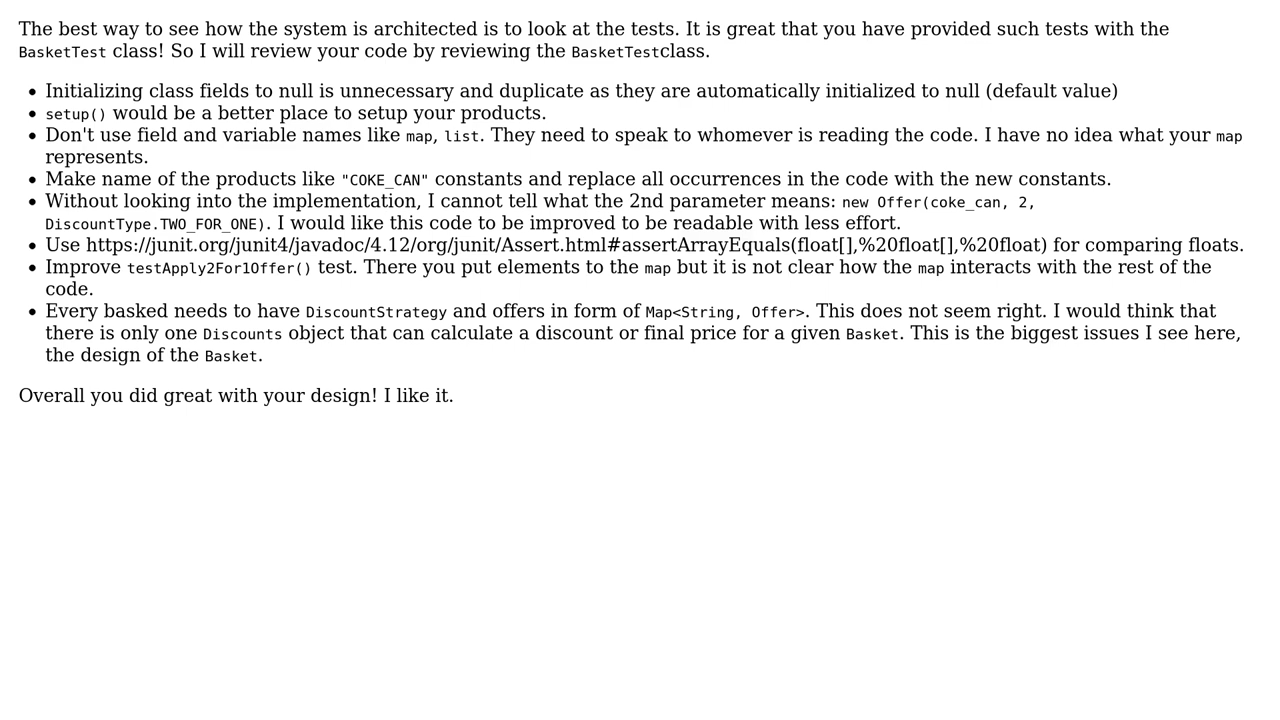 The best way to see how the system is architected is to look at the tests. It is great that you have provided such tests with the
BasketTest class! So I will review your code by reviewing the BasketTestclass.
• Initializing class fields to null is unnecessary and duplicate as they are automatically initialized to null (default value)
• setup() would be a better place to setup your products.
• Don't use field and variable names like map, list. They need to speak to whomever is reading the code. I have no idea what your map
represents.
• Make name of the products like "COKE_CAN" constants and replace all occurrences in the code with the new constants.
• Without looking into the implementation, I cannot tell what the 2nd parameter means: new Offer(coke_can, 2,
DiscountType.TWO_FOR_ONE). I would like this code to be improved to be readable with less effort.
• Use https://junit.org/junit4/javadoc/4.12/org/junit/Assert.html#assertArrayEquals(float[],%20float[],%20float) for comparing floats.
• Improve testApply2For1Offer() test. There you put elements to the map but it is not clear how the map interacts with the rest of the
code.
• Every basked needs to have DiscountStrategy and offers in form of Map<String, Offer>. This does not seem right. I would think that
there is only one Discounts object that can calculate a discount or final price for a given Basket. This is the biggest issues I see here,
the design of the Basket.
Overall you did great with your design! I like it.